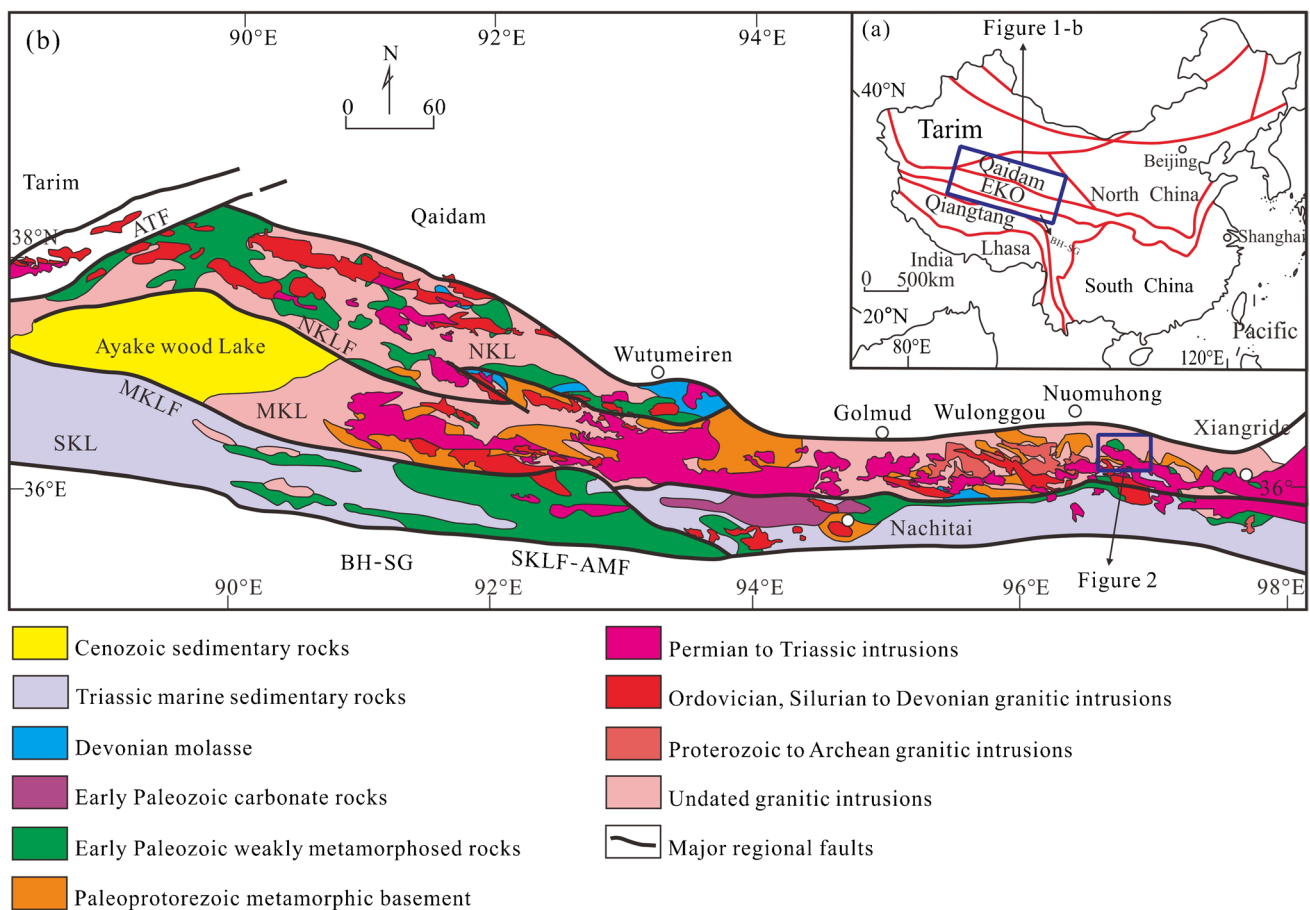 (b)
90°E
92°E
94°E
N
0 60
Tarim
ATF
38°N
Qaidam
Ayake wood Lake
NKLF
NKL
Wutumeiren
MKLF
MKL
SKL
36°E
Golmud
Wulonggou
Nuomuhong
Xiangride
36°
Nachitai
BH-SG
SKLF-AMF
Figure 2
90°E
92°E
94°E
96°E
98°E
(a)
Figure 1-b
40°N
Tarim
Beijing
Qaidam
EKO
North China
Qiangtang
BH-SG
Shanghai
Lhasa
India
0 500km
South China
20°N
Pacific
80°E
120°E
Cenozoic sedimentary rocks
Triassic marine sedimentary rocks
Devonian molasse
Early Paleozoic carbonate rocks
Early Paleozoic weakly metamorphosed rocks
Paleoprotorezoic metamorphic basement
Permian to Triassic intrusions
Ordovician, Silurian to Devonian granitic intrusions
Proterozoic to Archean granitic intrusions
Undated granitic intrusions
Major regional faults